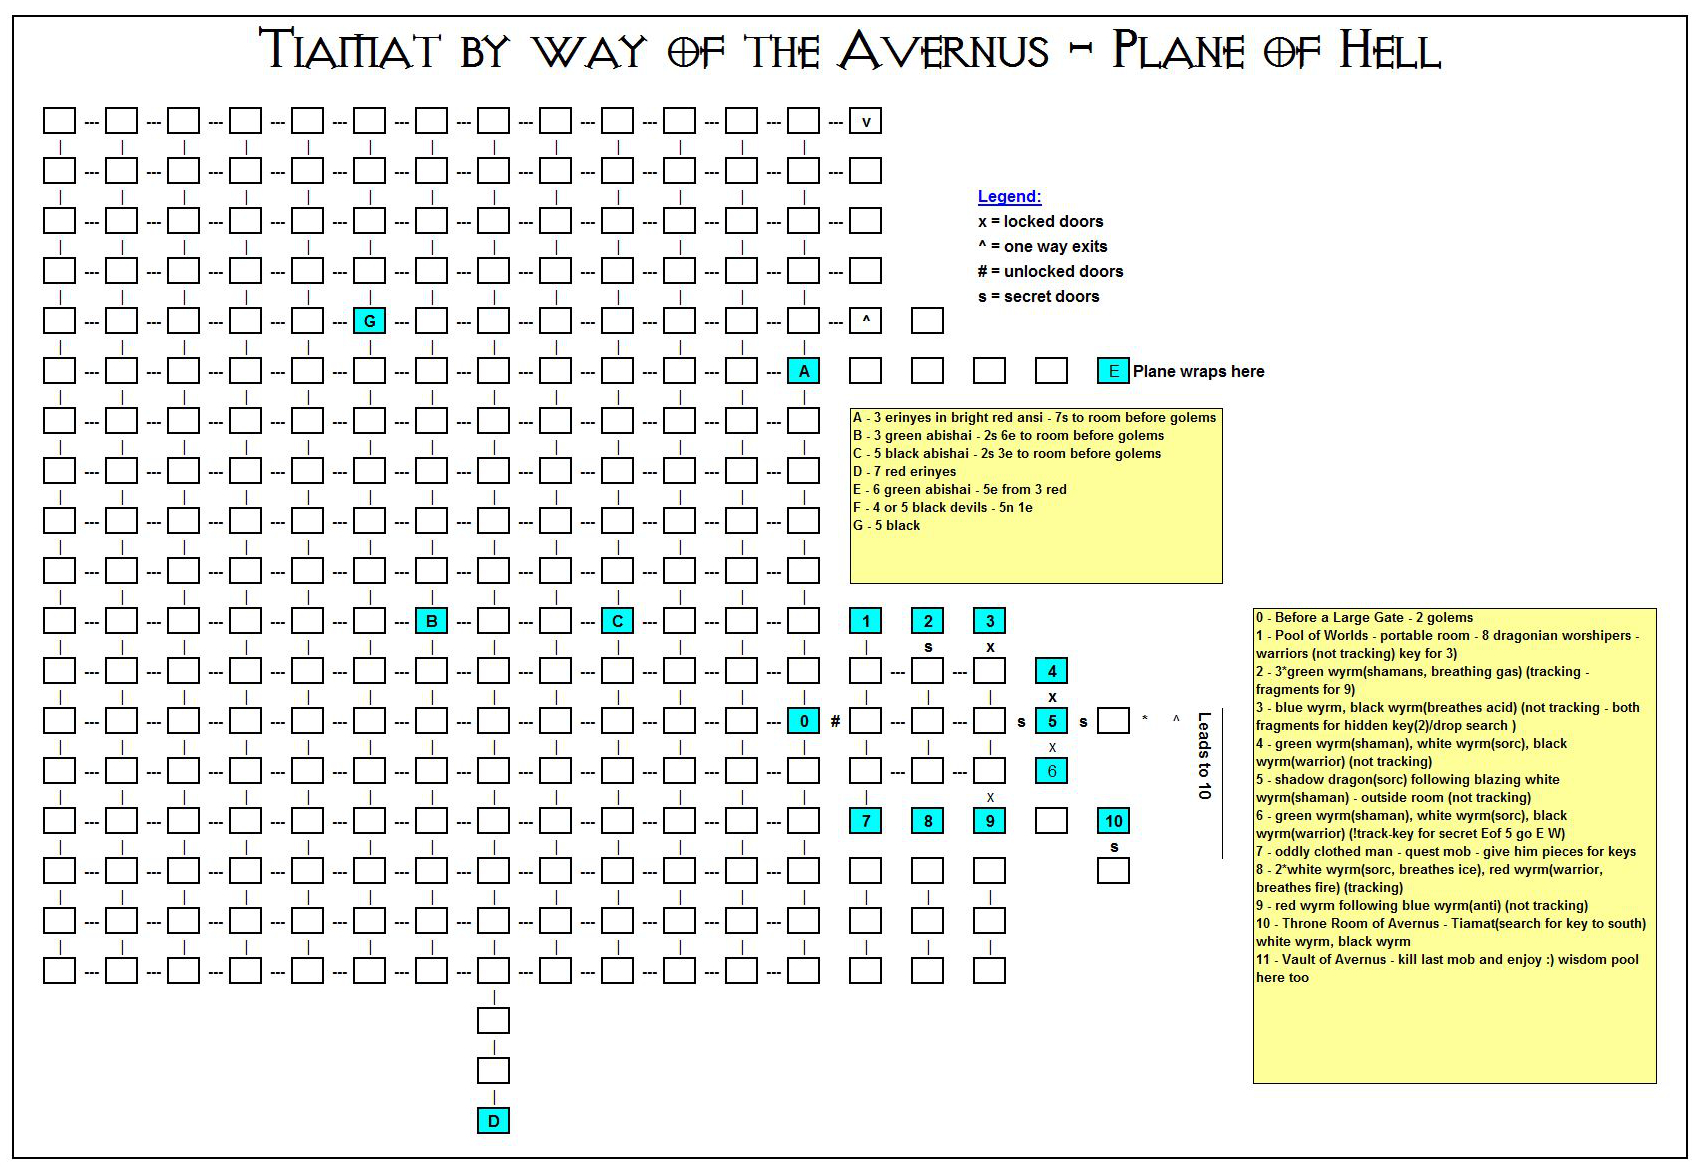 Tiamat by way of the Avernus - Plane of Hell
v
Legend:
x = locked doors
^ = one way exits
# = unlocked doors
s = secret doors
G
^
A
E
Plane wraps here
A - 3 erinyes in bright red ansi - 7s to room before golems
B - 3 green abishai - 2s 6e to room before golems
C - 5 black abishai - 2s 3e to room before golems
D - 7 red erinyes
E - 6 green abishai - 5e from 3 red
F - 4 or 5 black devils - 5n 1e
G - 5 black
B
C
1
2
3
s
x
4
x
0
#
s
5
s
*
^
Leads to 10
x
6
x
7
8
9
10
s
D
0 - Before a Large Gate - 2 golems
1 - Pool of Worlds - portable room - 8 dragonian worshipers -
warriors (not tracking) key for 3)
2 - 3*green wyrm(shamans, breathing gas) (tracking -
fragments for 9)
3 - blue wyrm, black wyrm(breathes acid) (not tracking - both
fragments for hidden key(2)/drop search )
4 - green wyrm(shaman), white wyrm(sorc), black
wyrm(warrior) (not tracking)
5 - shadow dragon(sorc) following blazing white
wyrm(shaman) - outside room (not tracking)
6 - green wyrm(shaman), white wyrm(sorc), black
wyrm(warrior) (!track-key for secret Eof 5 go E W)
7 - oddly clothed man - quest mob - give him pieces for keys
8 - 2*white wyrm(sorc, breathes ice), red wyrm(warrior,
breathes fire) (tracking)
9 - red wyrm following blue wyrm(anti) (not tracking)
10 - Throne Room of Avernus - Tiamat(search for key to south)
white wyrm, black wyrm
11 - Vault of Avernus - kill last mob and enjoy :) wisdom pool
here too